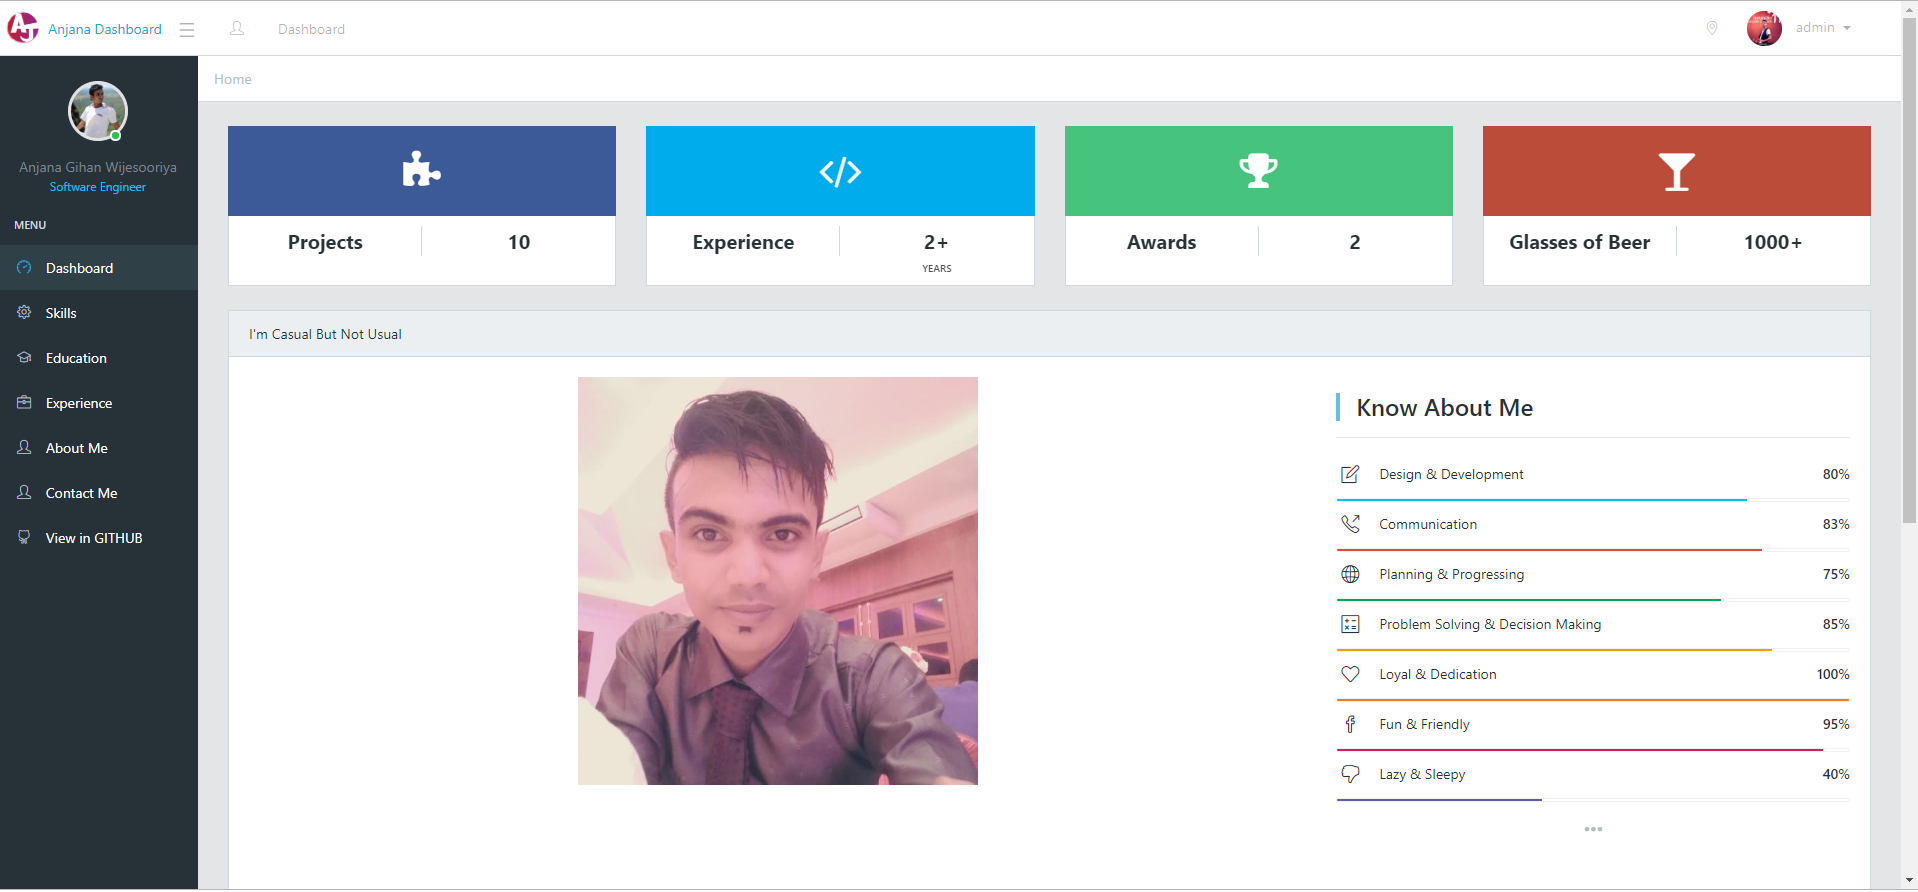 AJ
Anjana Dashboard
Dashboard
admin
Anjana Gihan Wijesooriya
Software Engineer
MENU
Dashboard
Skills
Education
Experience
About Me
Contact Me
View in GITHUB
Home
Projects 10
Experience 2+
YEARS
Awards 2
Glasses of Beer 1000+
I'm Casual But Not Usual
Know About Me
Design & Development 80%
Communication 83%
Planning & Progressing 75%
Problem Solving & Decision Making 85%
Loyal & Dedication 100%
Fun & Friendly 95%
Lazy & Sleepy 40%